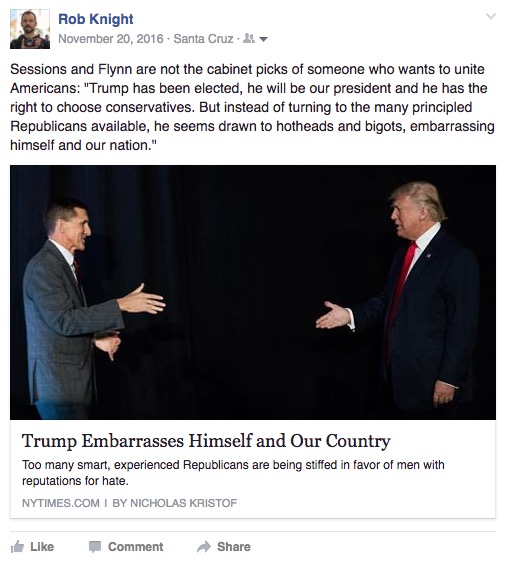 Rob Knight
November 20, 2016 · Santa Cruz ·
Sessions and Flynn are not the cabinet picks of someone who wants to unite
Americans: "Trump has been elected, he will be our president and he has the
right to choose conservatives. But instead of turning to the many principled
Republicans available, he seems drawn to hotheads and bigots, embarrassing
himself and our nation."
Trump Embarrasses Himself and Our Country
Too many smart, experienced Republicans are being stiffed in favor of men with
reputations for hate.
NYTIMES.COM | BY NICHOLAS KRISTOF
Like Comment Share